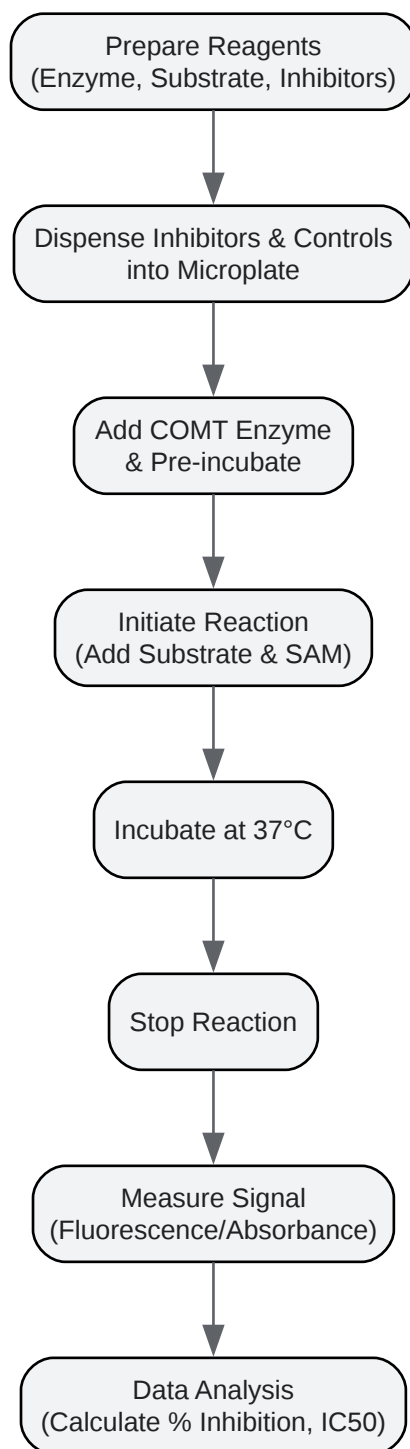 Prepare Reagents
(Enzyme, Substrate, Inhibitors)
Dispense Inhibitors & Controls
into Microplate
Add COMT Enzyme
& Pre-incubate
Initiate Reaction
(Add Substrate & SAM)
Incubate at 37°C
Stop Reaction
Measure Signal
(Fluorescence/Absorbance)
Data Analysis
(Calculate % Inhibition, IC50)